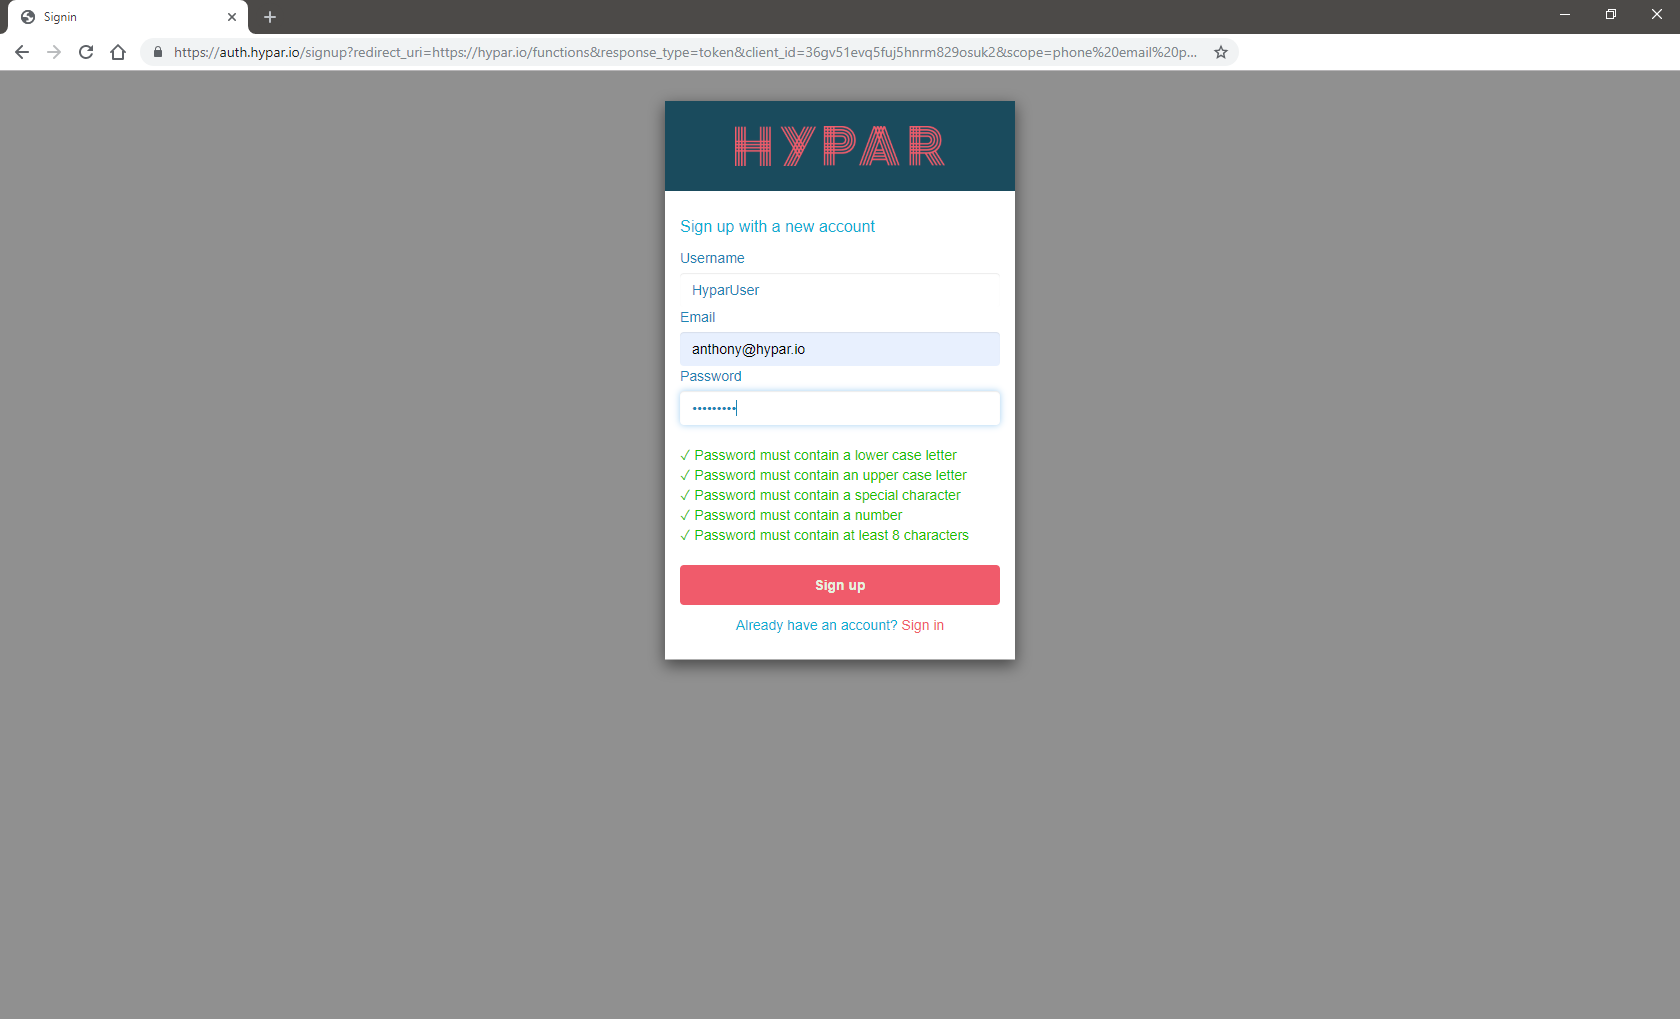 Signin
https://auth.hypar.io/signup?redirect_uri=https://hypar.io/functions&response_type=token&client_id=36gv51evq5fuj5hnrm829osuk2&scope=phone%20email%20p...
HYPAR
Sign up with a new account
Username
HyparUser
Email
anthony@hypar.io
Password
•••••••••
✓ Password must contain a lower case letter
✓ Password must contain an upper case letter
✓ Password must contain a special character
✓ Password must contain a number
✓ Password must contain at least 8 characters
Sign up
Already have an account? Sign in